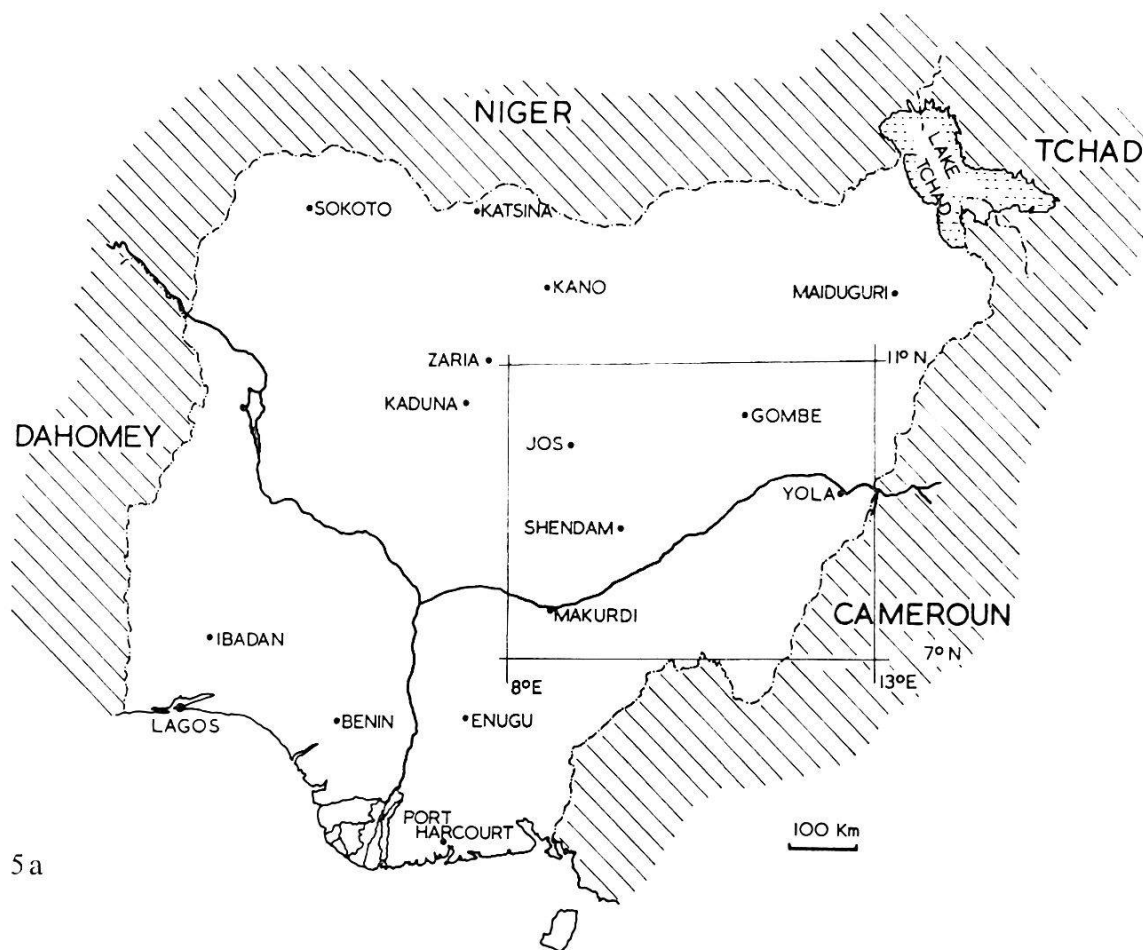 NIGER
TCHAD
LAKE
TCHAD
SOKOTO
KATSINA
KANO
MAIDUGURI
ZARIA
11° N
KADUNA
GOMBE
DAHOMEY
JOS
YOLA
SHENDAM
MAKURDI
CAMEROUN
IBADAN
7° N
8°E
13°E
LAGOS
BENIN
ENUGU
PORT
HARCOURT
100 Km
5a